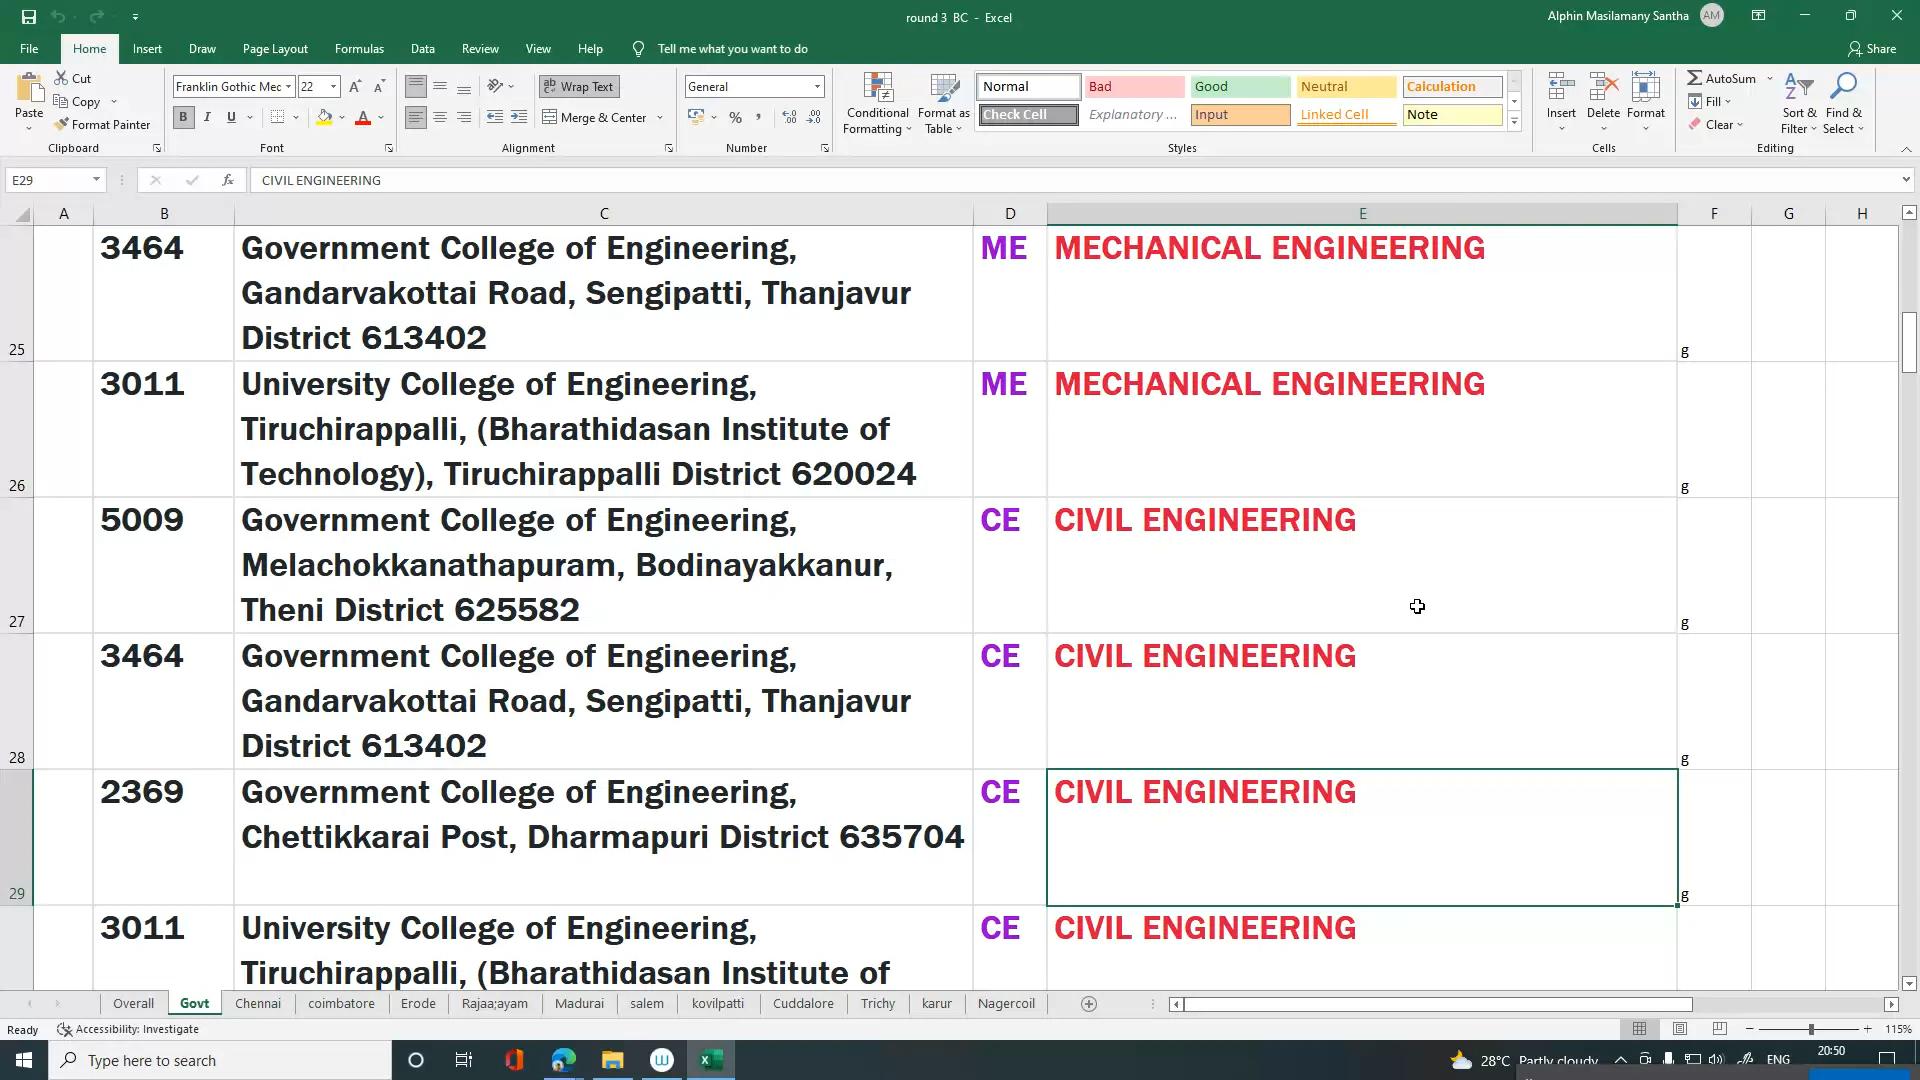 round 3 BC - Excel
Alphin Masilamany Santha
AM
File
Home
Insert
Draw
Page Layout
Formulas
Data
Review
View
Help
Tell me what you want to do
Share
Paste
Cut
Copy
Format Painter
Clipboard
Franklin Gothic Mec
22
B I U
Font
Wrap Text
Merge & Center
Alignment
General
Number
Conditional
Formatting
Format as
Table
Normal
Bad
Good
Neutral
Calculation
Check Cell
Explanatory ...
Input
Linked Cell
Note
Styles
Insert
Delete
Format
Cells
AutoSum
Fill
Clear
Sort &
Filter
Find &
Select
Editing
E29
fx
CIVIL ENGINEERING
A B C D E F G H
25
3464
Government College of Engineering,
Gandarvakottai Road, Sengipatti, Thanjavur
District 613402
ME
MECHANICAL ENGINEERING
g
26
3011
University College of Engineering,
Tiruchirappalli, (Bharathidasan Institute of
Technology), Tiruchirappalli District 620024
ME
MECHANICAL ENGINEERING
g
27
5009
Government College of Engineering,
Melachokkanathapuram, Bodinayakkanur,
Theni District 625582
CE
CIVIL ENGINEERING
g
28
3464
Government College of Engineering,
Gandarvakottai Road, Sengipatti, Thanjavur
District 613402
CE
CIVIL ENGINEERING
g
29
2369
Government College of Engineering,
Chettikkarai Post, Dharmapuri District 635704
CE
CIVIL ENGINEERING
g
3011
University College of Engineering,
Tiruchirappalli, (Bharathidasan Institute of
CE
CIVIL ENGINEERING
Overall
Govt
Chennai
coimbatore
Erode
Rajaa;ayam
Madurai
salem
kovilpatti
Cuddalore
Trichy
karur
Nagercoil
Ready
Accessibility: Investigate
115%
Type here to search
28°C Partly cloudy
ENG
20:50